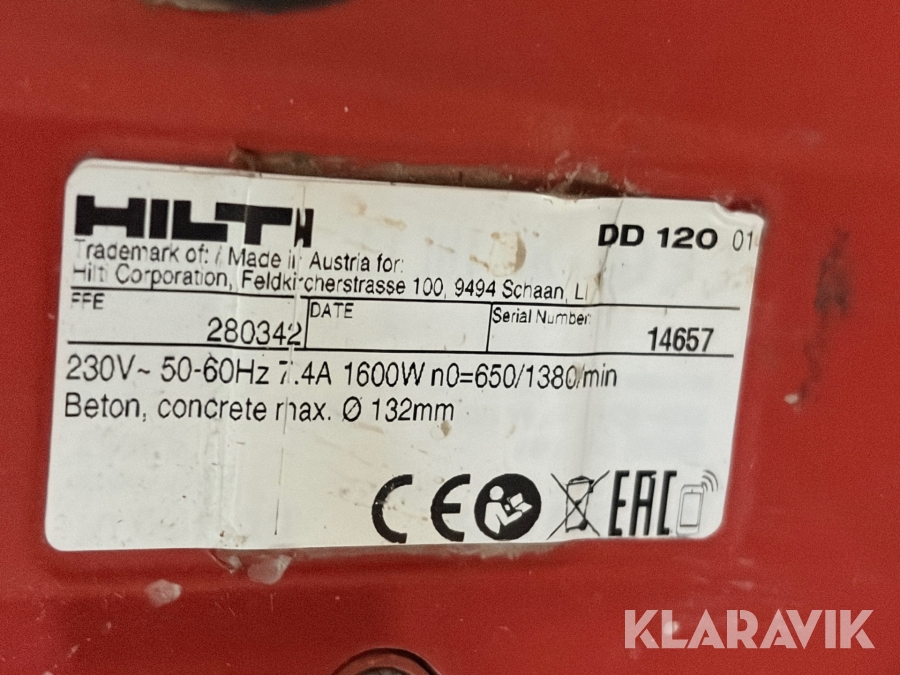 HILTI
DD 120 01
Trademark of: / Made in Austria for:
Hilti Corporation, Feldkircherstrasse 100, 9494 Schaan, LI
FFE
280342
DATE
Serial Number:
14657
230V~ 50-60Hz 7.4A 1600W n0=650/1380/min
Beton, concrete max. Ø 132mm
CE
EAC
KLARAVIK